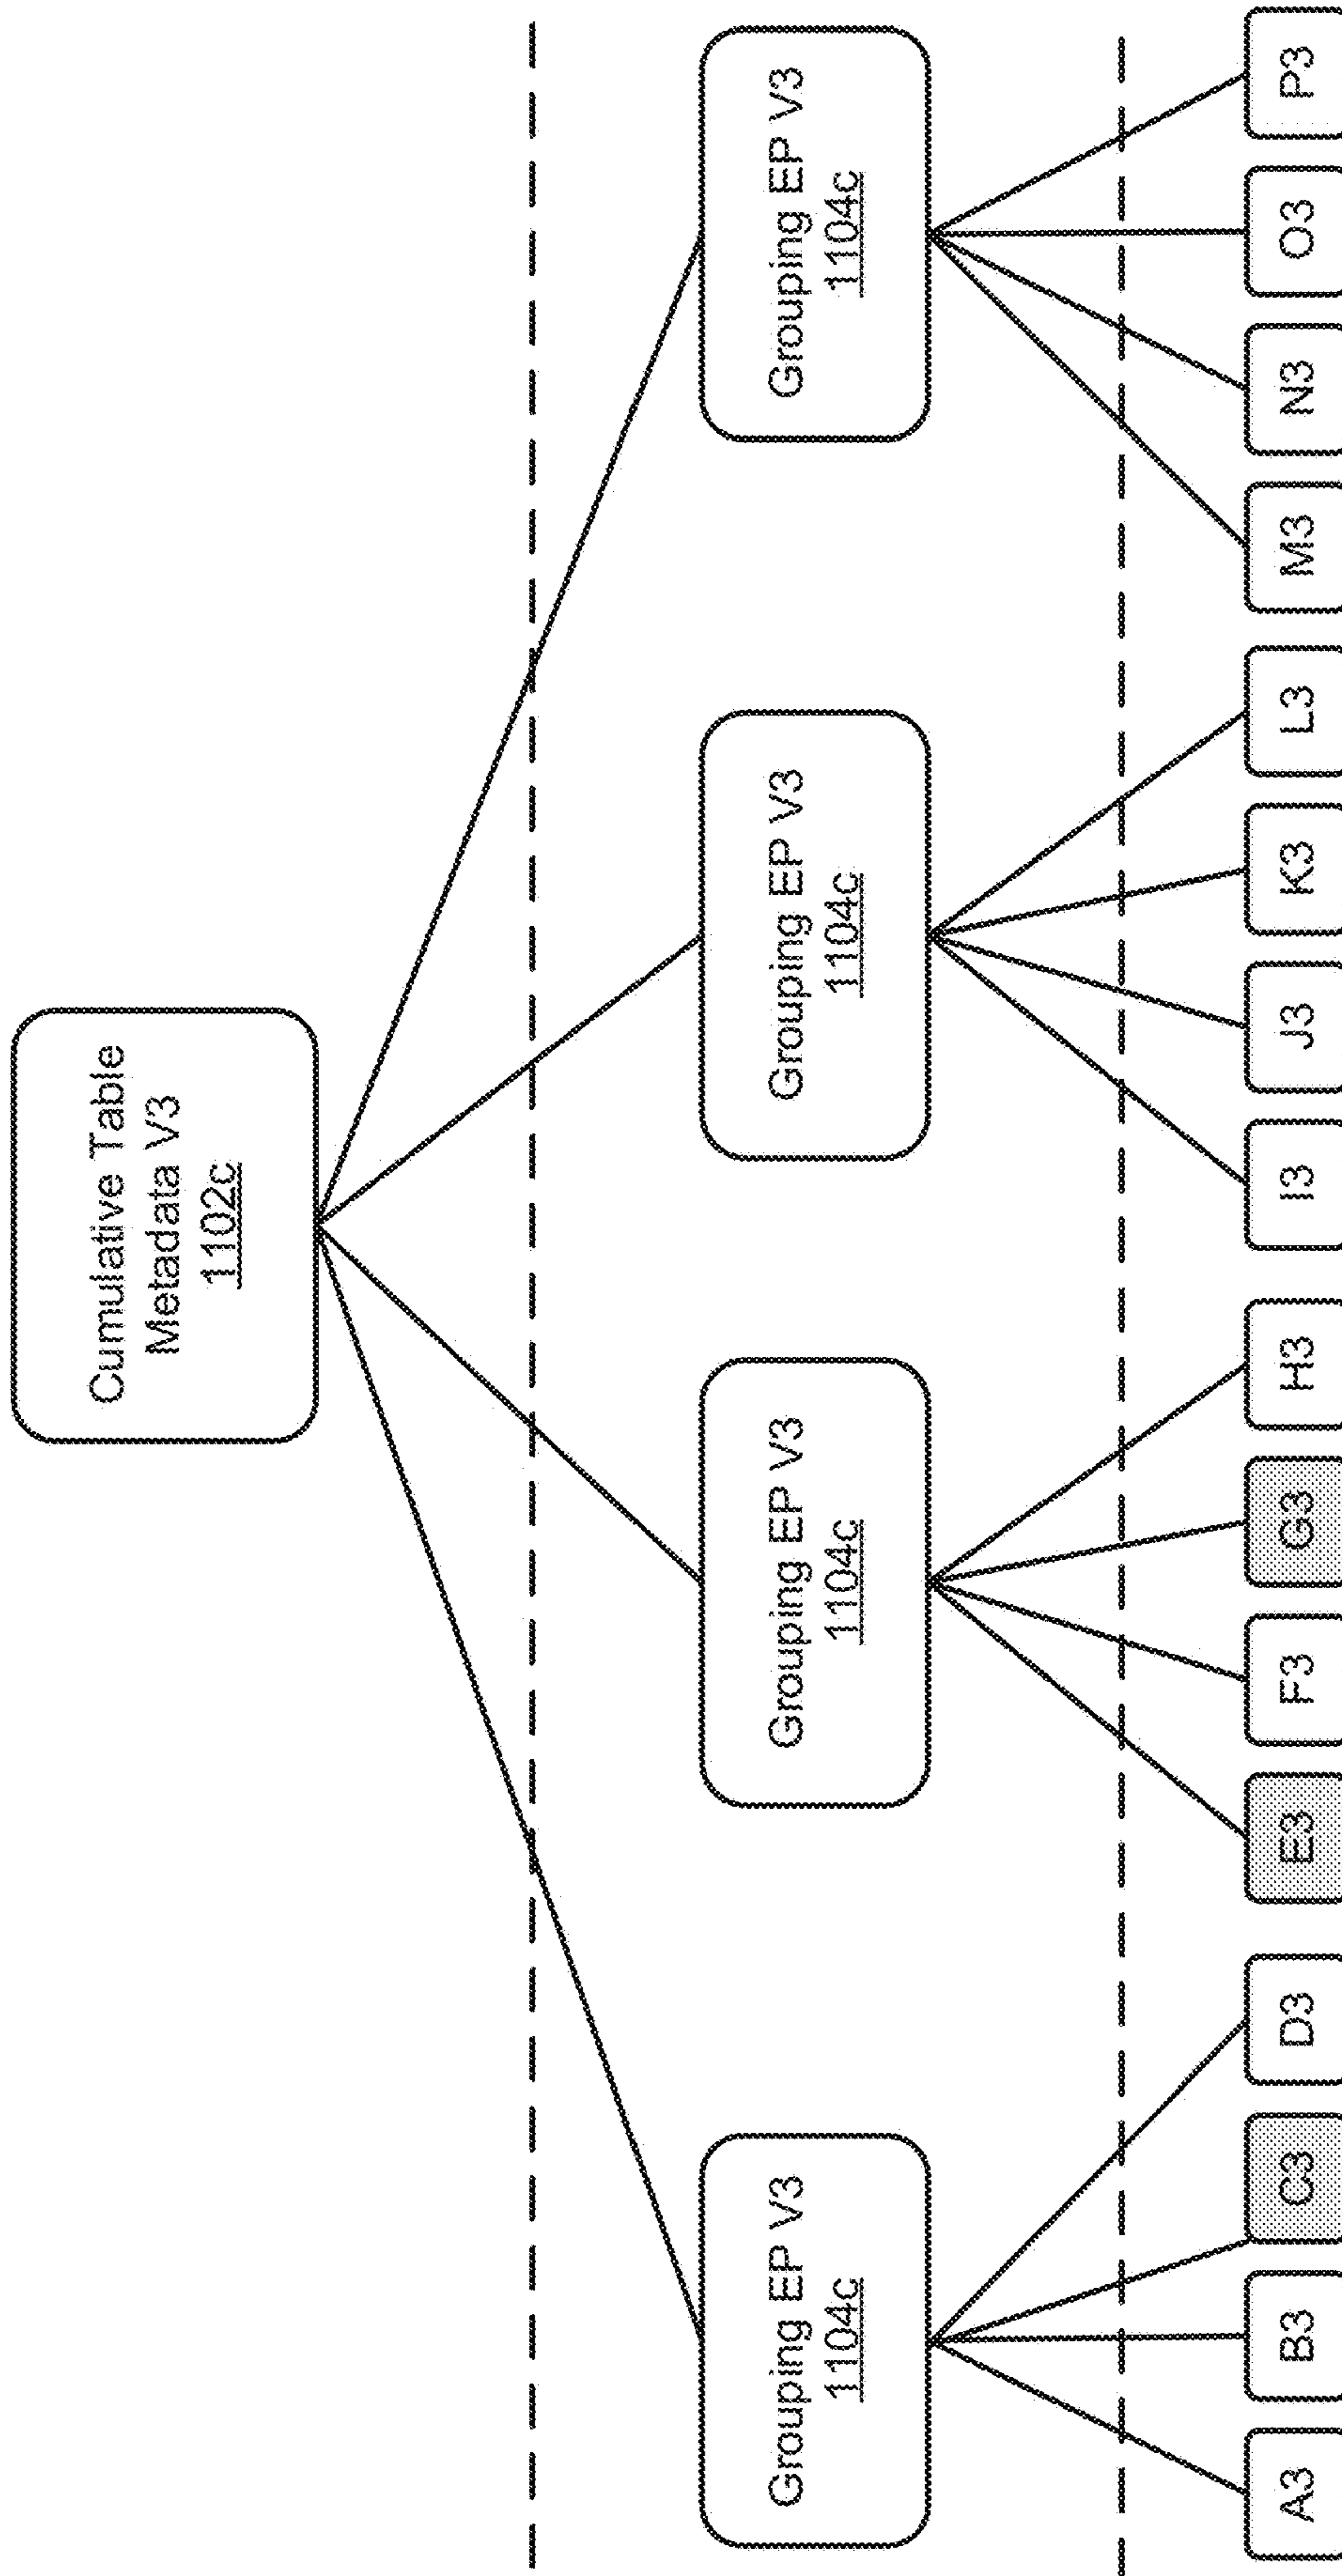 Cumulative Table
Metadata V3
1102c
Grouping EP V3
1104c
Grouping EP V3
1104c
Grouping EP V3
1104c
Grouping EP V3
1104c
A3
B3
C3
D3
E3
F3
G3
H3
I3
J3
K3
L3
M3
N3
O3
P3